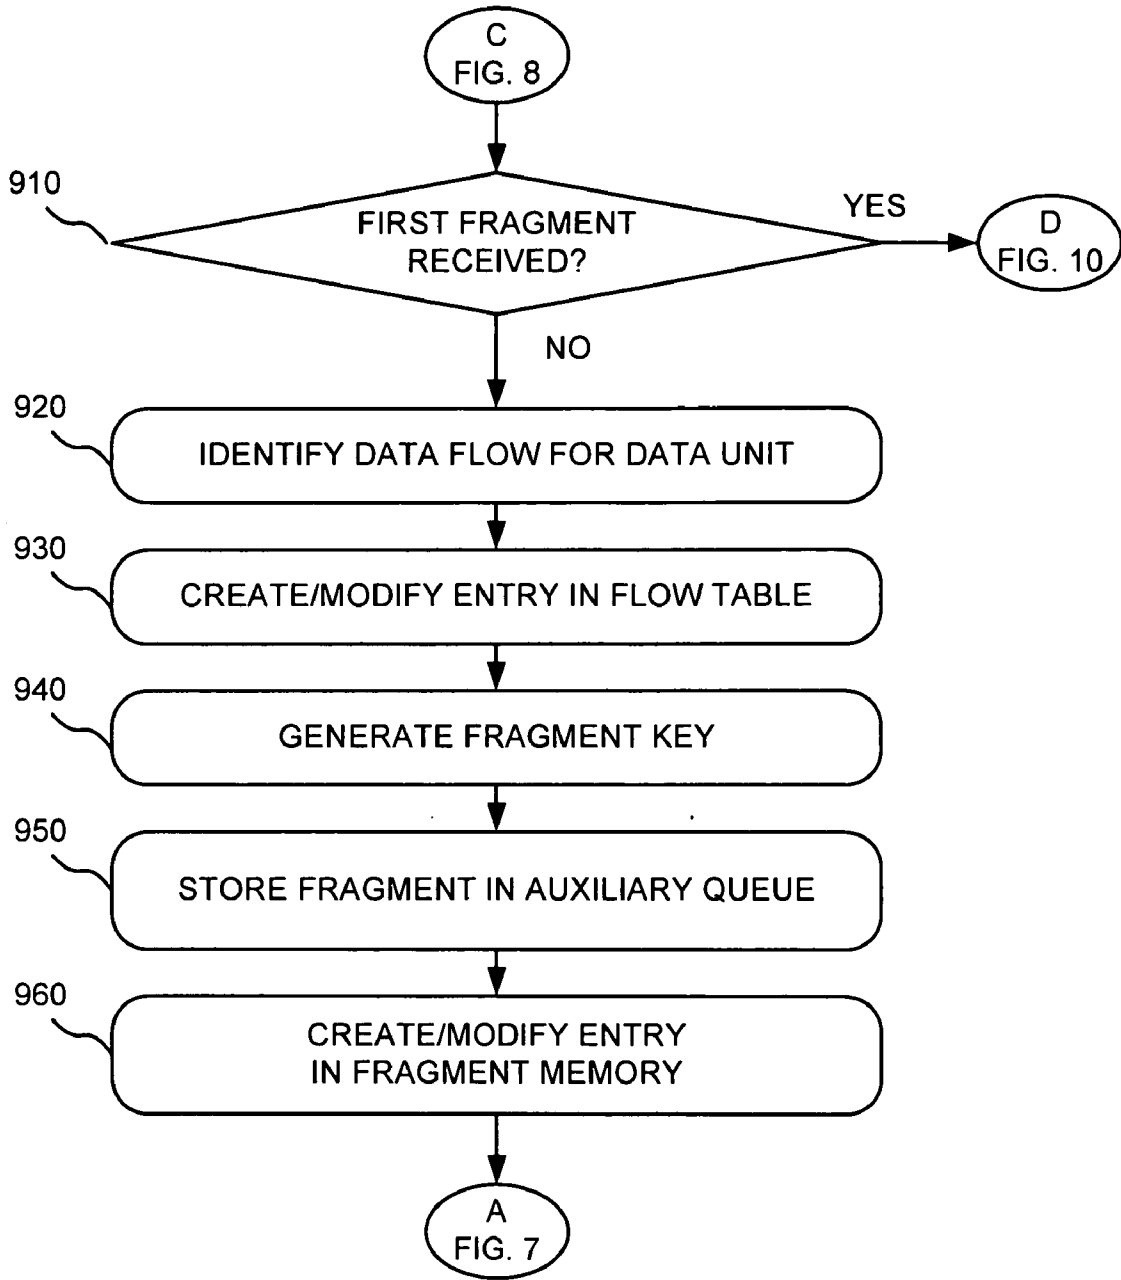 C
FIG. 8
910
FIRST FRAGMENT
RECEIVED?
YES
D
FIG. 10
NO
920
IDENTIFY DATA FLOW FOR DATA UNIT
930
CREATE/MODIFY ENTRY IN FLOW TABLE
940
GENERATE FRAGMENT KEY
950
STORE FRAGMENT IN AUXILIARY QUEUE
960
CREATE/MODIFY ENTRY
IN FRAGMENT MEMORY
A
FIG. 7